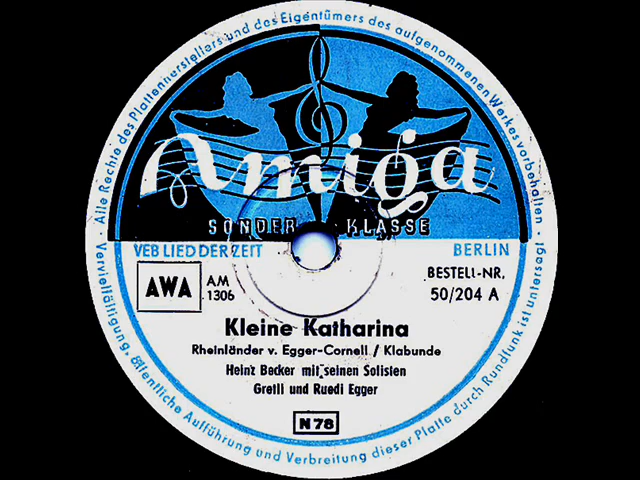 Alle Rechte des Plattenherstellers und des Eigentümers des aufgenommenen Werkes vorbehalten
Amiga
SONDER KLASSE
VEB LIED DER ZEIT
BERLIN
AWA
AM
1306
BESTELL-NR.
50/204 A
Kleine Katharina
Rheinländer v. Egger-Cornell / Klabunde
Heinz Becker mit seinen Solisten
Gretli und Ruedi Egger
N 78
Vervielfältigung, öffentliche Aufführung und Verbreitung dieser Platte durch Rundfunk ist untersagt